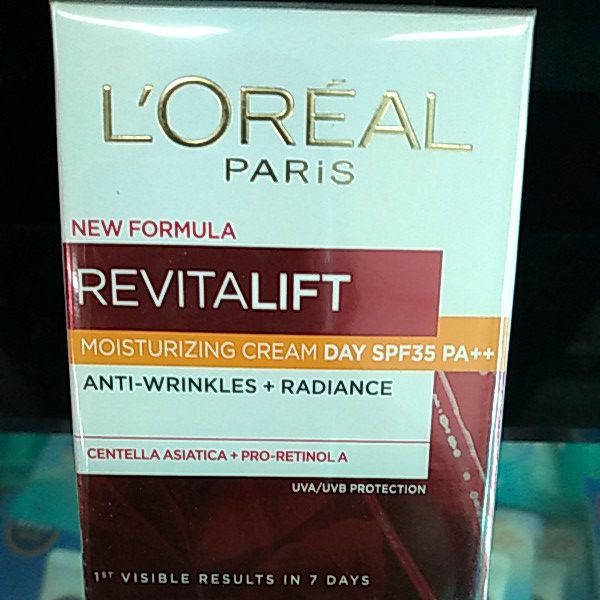 L'ORÉAL
PARiS
NEW FORMULA
REVITALIFT
MOISTURIZING CREAM DAY SPF35 PA++
ANTI-WRINKLES + RADIANCE
CENTELLA ASIATICA + PRO-RETINOL A
UVA/UVB PROTECTION
1ST VISIBLE RESULTS IN 7 DAYS